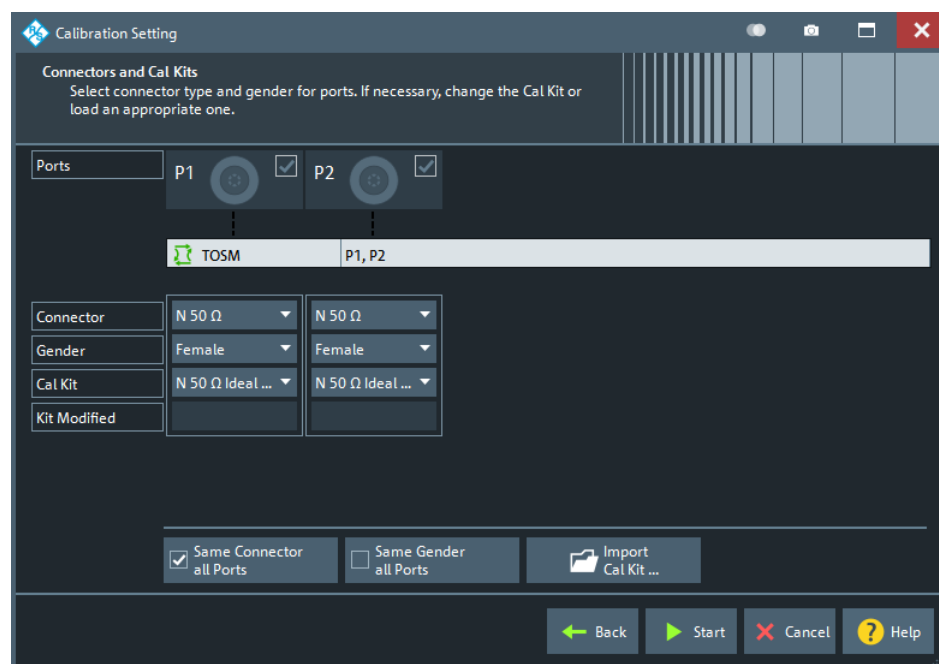 R/S Calibration Setting
Connectors and Cal Kits
Select connector type and gender for ports. If necessary, change the Cal Kit or
load an appropriate one.
Ports P1 P2
TOSM P1, P2
Connector N 50 Ω N 50 Ω
Gender Female Female
Cal Kit N 50 Ω Ideal ... N 50 Ω Ideal ...
Kit Modified
Same Connector
all Ports
Same Gender
all Ports
Import
Cal Kit ...
Back Start Cancel ? Help